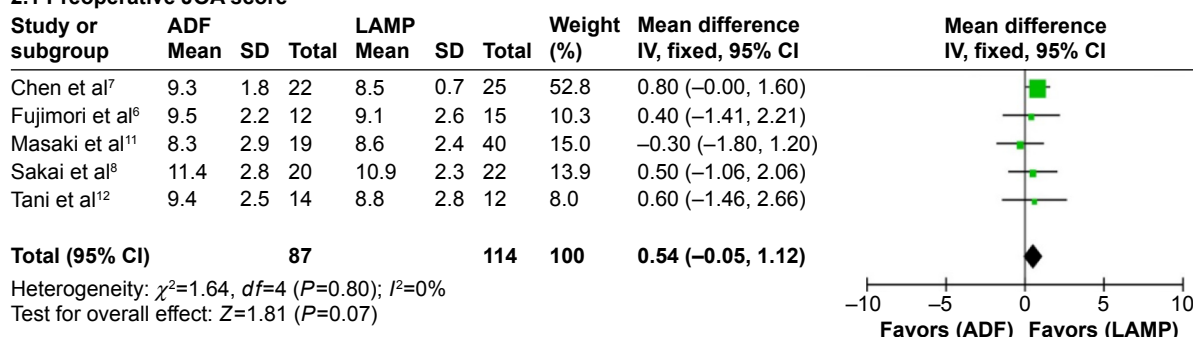 2.1 Preoperative JOA score
Study or subgroup ADF Mean SD Total LAMP Mean SD Total Weight (%) Mean difference IV, fixed, 95% CI Mean difference IV, fixed, 95% CI
Chen et al⁷ 9.3 1.8 22 8.5 0.7 25 52.8 0.80 (–0.00, 1.60)
Fujimori et al⁶ 9.5 2.2 12 9.1 2.6 15 10.3 0.40 (–1.41, 2.21)
Masaki et al¹¹ 8.3 2.9 19 8.6 2.4 40 15.0 –0.30 (–1.80, 1.20)
Sakai et al⁸ 11.4 2.8 20 10.9 2.3 22 13.9 0.50 (–1.06, 2.06)
Tani et al¹² 9.4 2.5 14 8.8 2.8 12 8.0 0.60 (–1.46, 2.66)
Total (95% CI) 87 114 100 0.54 (–0.05, 1.12)
Heterogeneity: χ²=1.64, df=4 (P=0.80); I²=0%
Test for overall effect: Z=1.81 (P=0.07)
–10 –5 0 5 10
Favors (ADF) Favors (LAMP)